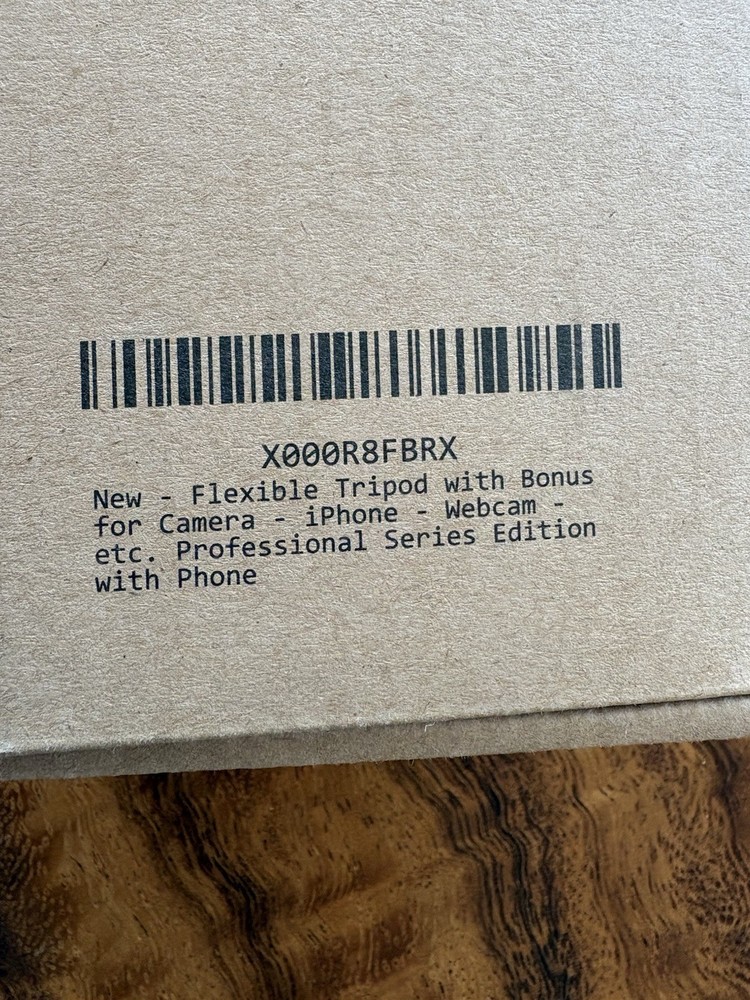 X000R8FBRX
New - Flexible Tripod with Bonus
for Camera - iPhone - Webcam -
etc. Professional Series Edition
with Phone